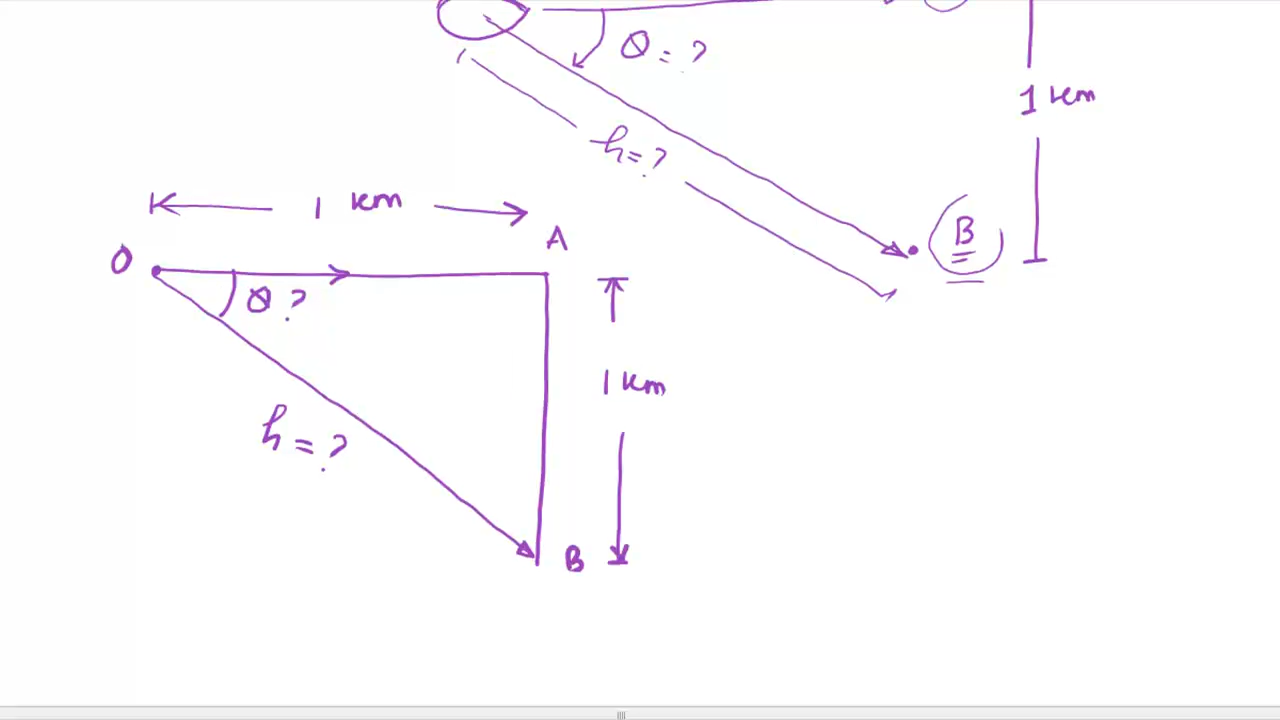 θ = ?
1 km
h = ?
B
1 km
A
O
θ ?
1 km
h = ?
B